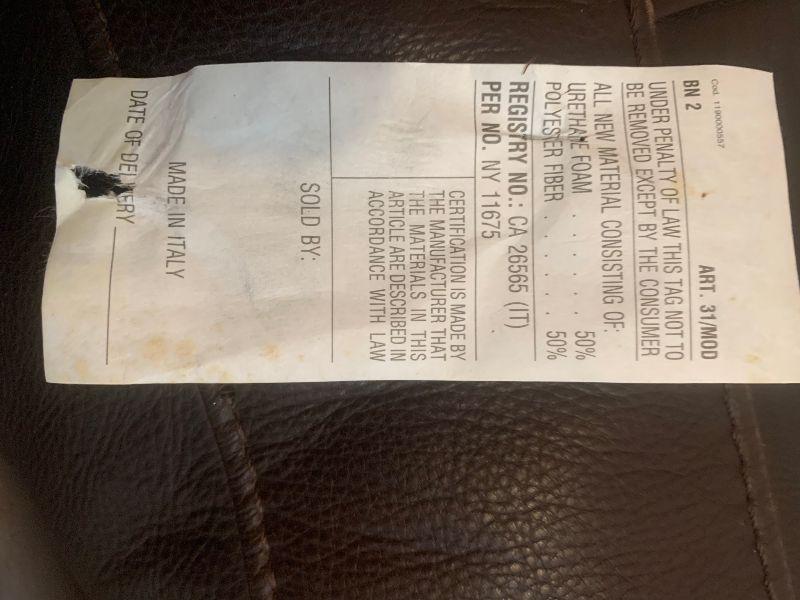 Cod. 1190000557
BN 2 ART. 31/MOD
UNDER PENALTY OF LAW THIS TAG NOT TO
BE REMOVED EXCEPT BY THE CONSUMER
ALL NEW MATERIAL CONSISTING OF:
URETHANE FOAM . . . . . . 50%
POLYESTER FIBER . . . . . . 50%
REGISTRY NO.: CA 26565 (IT)
PER NO. NY 11675
CERTIFICATION IS MADE BY
THE MANUFACTURER THAT
THE MATERIALS IN THIS
ARTICLE ARE DESCRIBED IN
ACCORDANCE WITH LAW
SOLD BY:
MADE IN ITALY
DATE OF DELIVERY